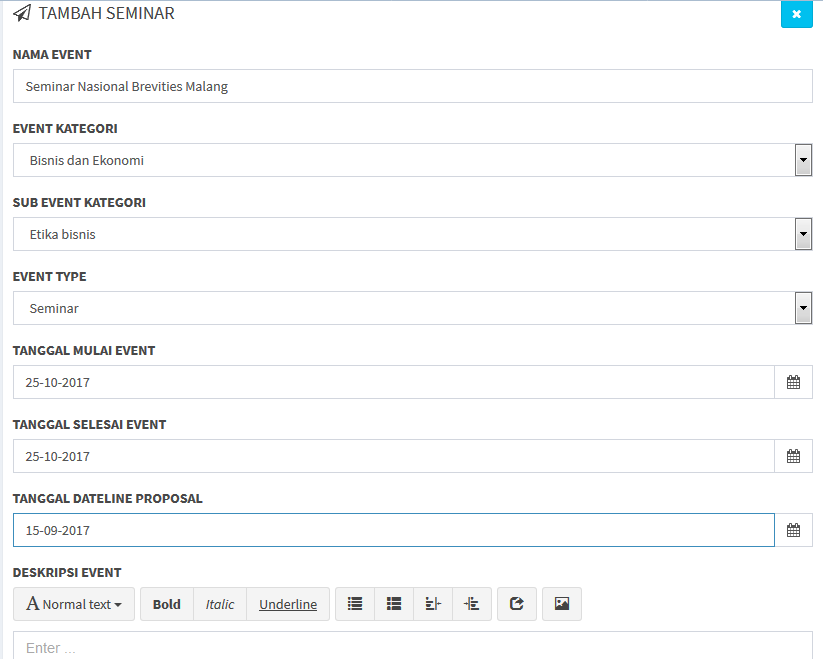 TAMBAH SEMINAR
NAMA EVENT
Seminar Nasional Brevities Malang
EVENT KATEGORI
Bisnis dan Ekonomi
SUB EVENT KATEGORI
Etika bisnis
EVENT TYPE
Seminar
TANGGAL MULAI EVENT
25-10-2017
TANGGAL SELESAI EVENT
25-10-2017
TANGGAL DATELINE PROPOSAL
15-09-2017
DESKRIPSI EVENT
A Normal text Bold Italic Underline
Enter ...